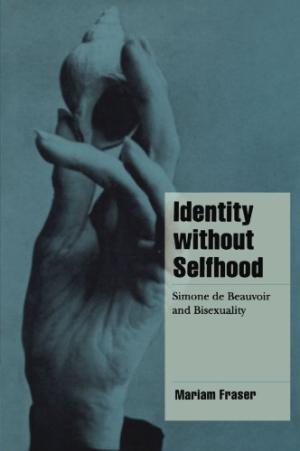 Identity
without
Selfhood
Simone de Beauvoir
and Bisexuality
Mariam Fraser